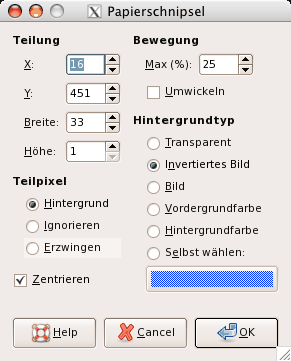 Papierschnipsel
Teilung
X: 16
Y: 451
Breite: 33
Höhe: 1
Teilpixel
Hintergrund
Ignorieren
Erzwingen
Zentrieren
Bewegung
Max (%): 25
Umwickeln
Hintergrundtyp
Transparent
Invertiertes Bild
Bild
Vordergrundfarbe
Hintergrundfarbe
Selbst wählen:
Help
Cancel
OK